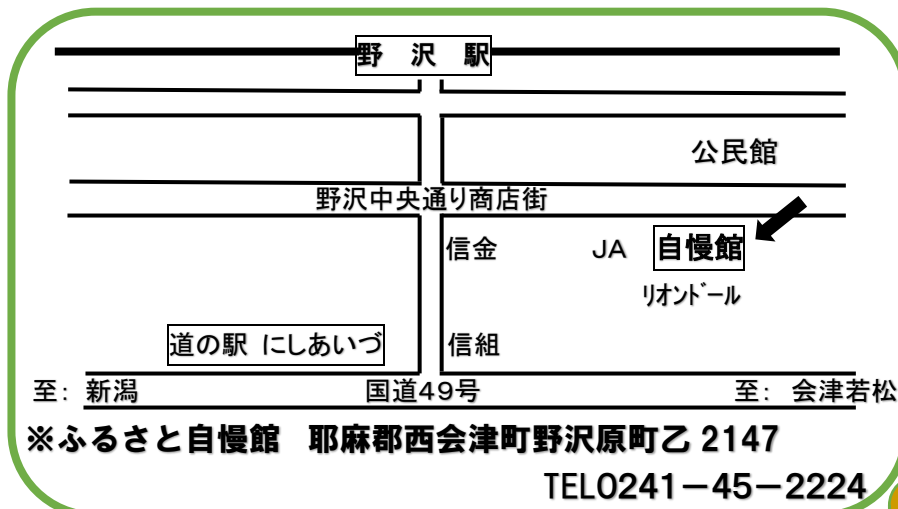 野 沢 駅
公民館
野沢中央通り商店街
信金 JA 自慢館
リオンドール
道の駅 にしあいづ 信組
至: 新潟 国道49号 至: 会津若松
※ふるさと自慢館 耶麻郡西会津町野沢原町乙 2147
TEL0241-45-2224